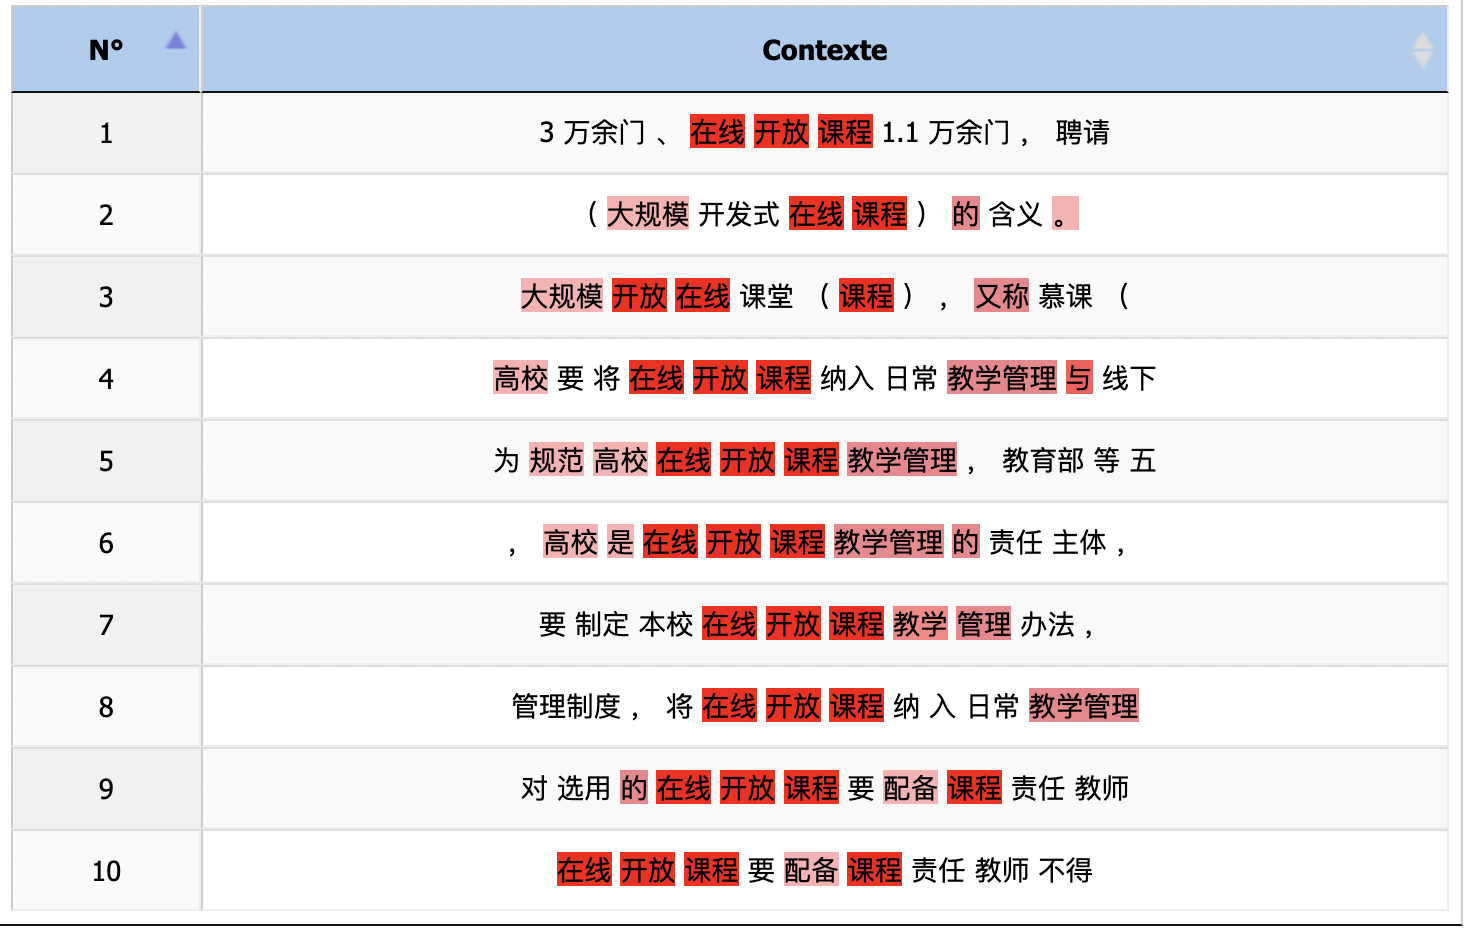 N° Contexte
1 3 万余门 、 在线 开放 课程 1.1 万余门 ， 聘请
2 （ 大规模 开发式 在线 课程 ） 的 含义 。
3 大规模 开放 在线 课堂 （ 课程 ） ， 又称 慕课 （
4 高校 要 将 在线 开放 课程 纳入 日常 教学管理 与 线下
5 为 规范 高校 在线 开放 课程 教学管理 ， 教育部 等 五
6 ， 高校 是 在线 开放 课程 教学管理 的 责任 主体 ，
7 要 制定 本校 在线 开放 课程 教学 管理 办法 ，
8 管理制度 ， 将 在线 开放 课程 纳 入 日常 教学管理
9 对 选用 的 在线 开放 课程 要 配备 课程 责任 教师
10 在线 开放 课程 要 配备 课程 责任 教师 不得